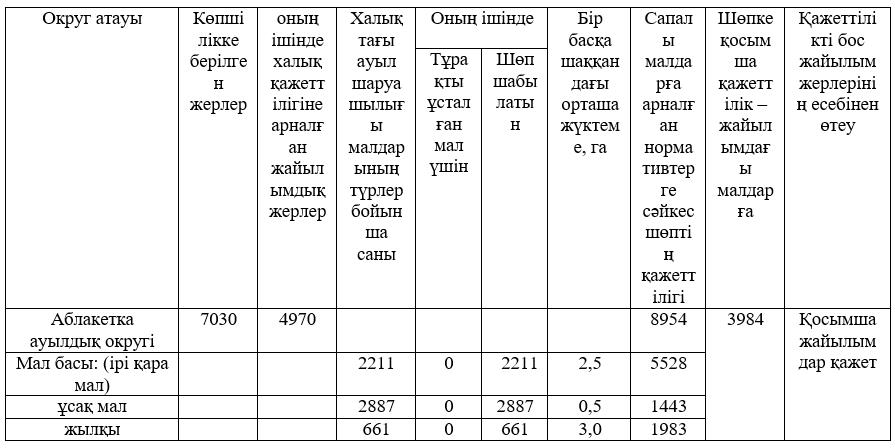 Округ атауы
Көпші
лікке
берілге
н
жерлер
оның
ішінде
халық
қажетт
ілігіне
арналғ
ан
жайыл
ымдық
жерлер
Халық
тағы
ауыл
шаруа
шылығ
ы
малдар
ының
түрлер
бойын
ша
саны
Оның ішінде
Тұра
қты
ұстал
ған
мал
үшін
Шөп
шабы
латы
н
Бір
басқа
шаққан
дағы
орташа
жүктем
е, га
Сапал
ы
малда
рға
арналғ
ан
норма
тивтер
ге
сәйкес
шөпті
ң
қажетт
ілігі
Шөпке
қосым
ша
қажетт
ілік –
жайыл
ымдағ
ы
малдар
ға
Қажеттілі
кті бос
жайылым
жерлеріні
ң есебінен
өтеу
Аблакетка
ауылдық округі
7030
4970
8954
3984
Қосымша
жайылым
дар қажет
Мал басы: (ірі қара
мал)
2211
0
2211
2,5
5528
ұсақ мал
2887
0
2887
0,5
1443
жылқы
661
0
661
3,0
1983